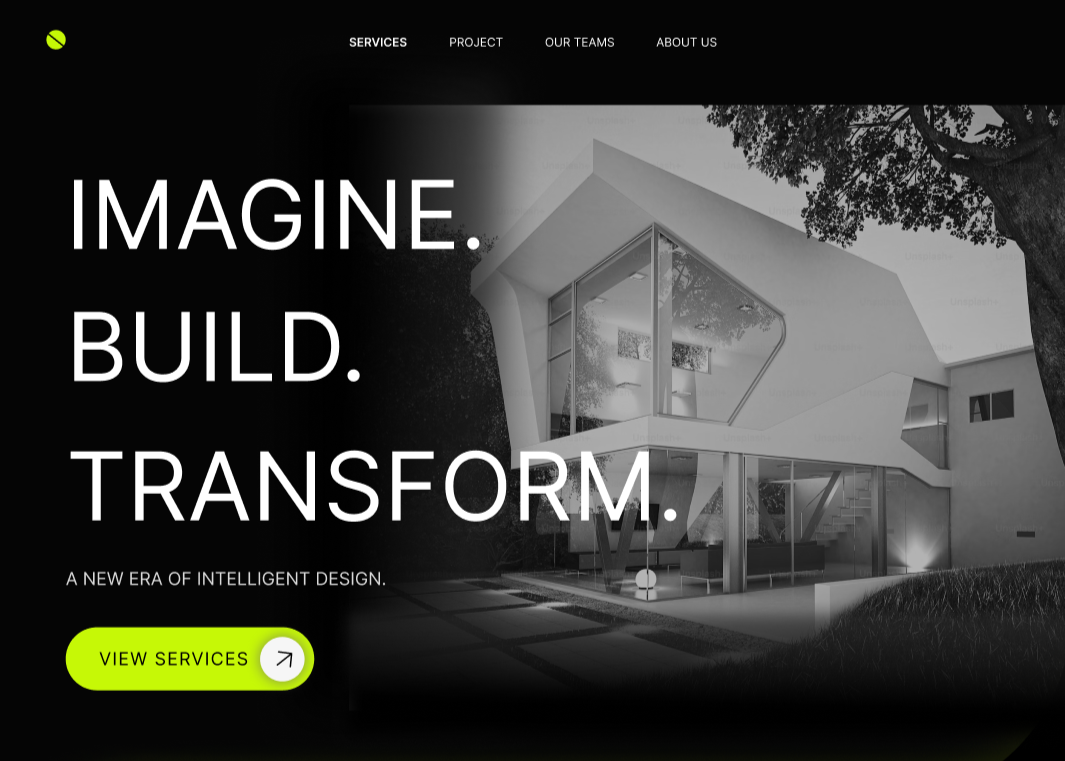 SERVICES PROJECT OUR TEAMS ABOUT US
IMAGINE.
BUILD.
TRANSFORM.
A NEW ERA OF INTELLIGENT DESIGN.
VIEW SERVICES